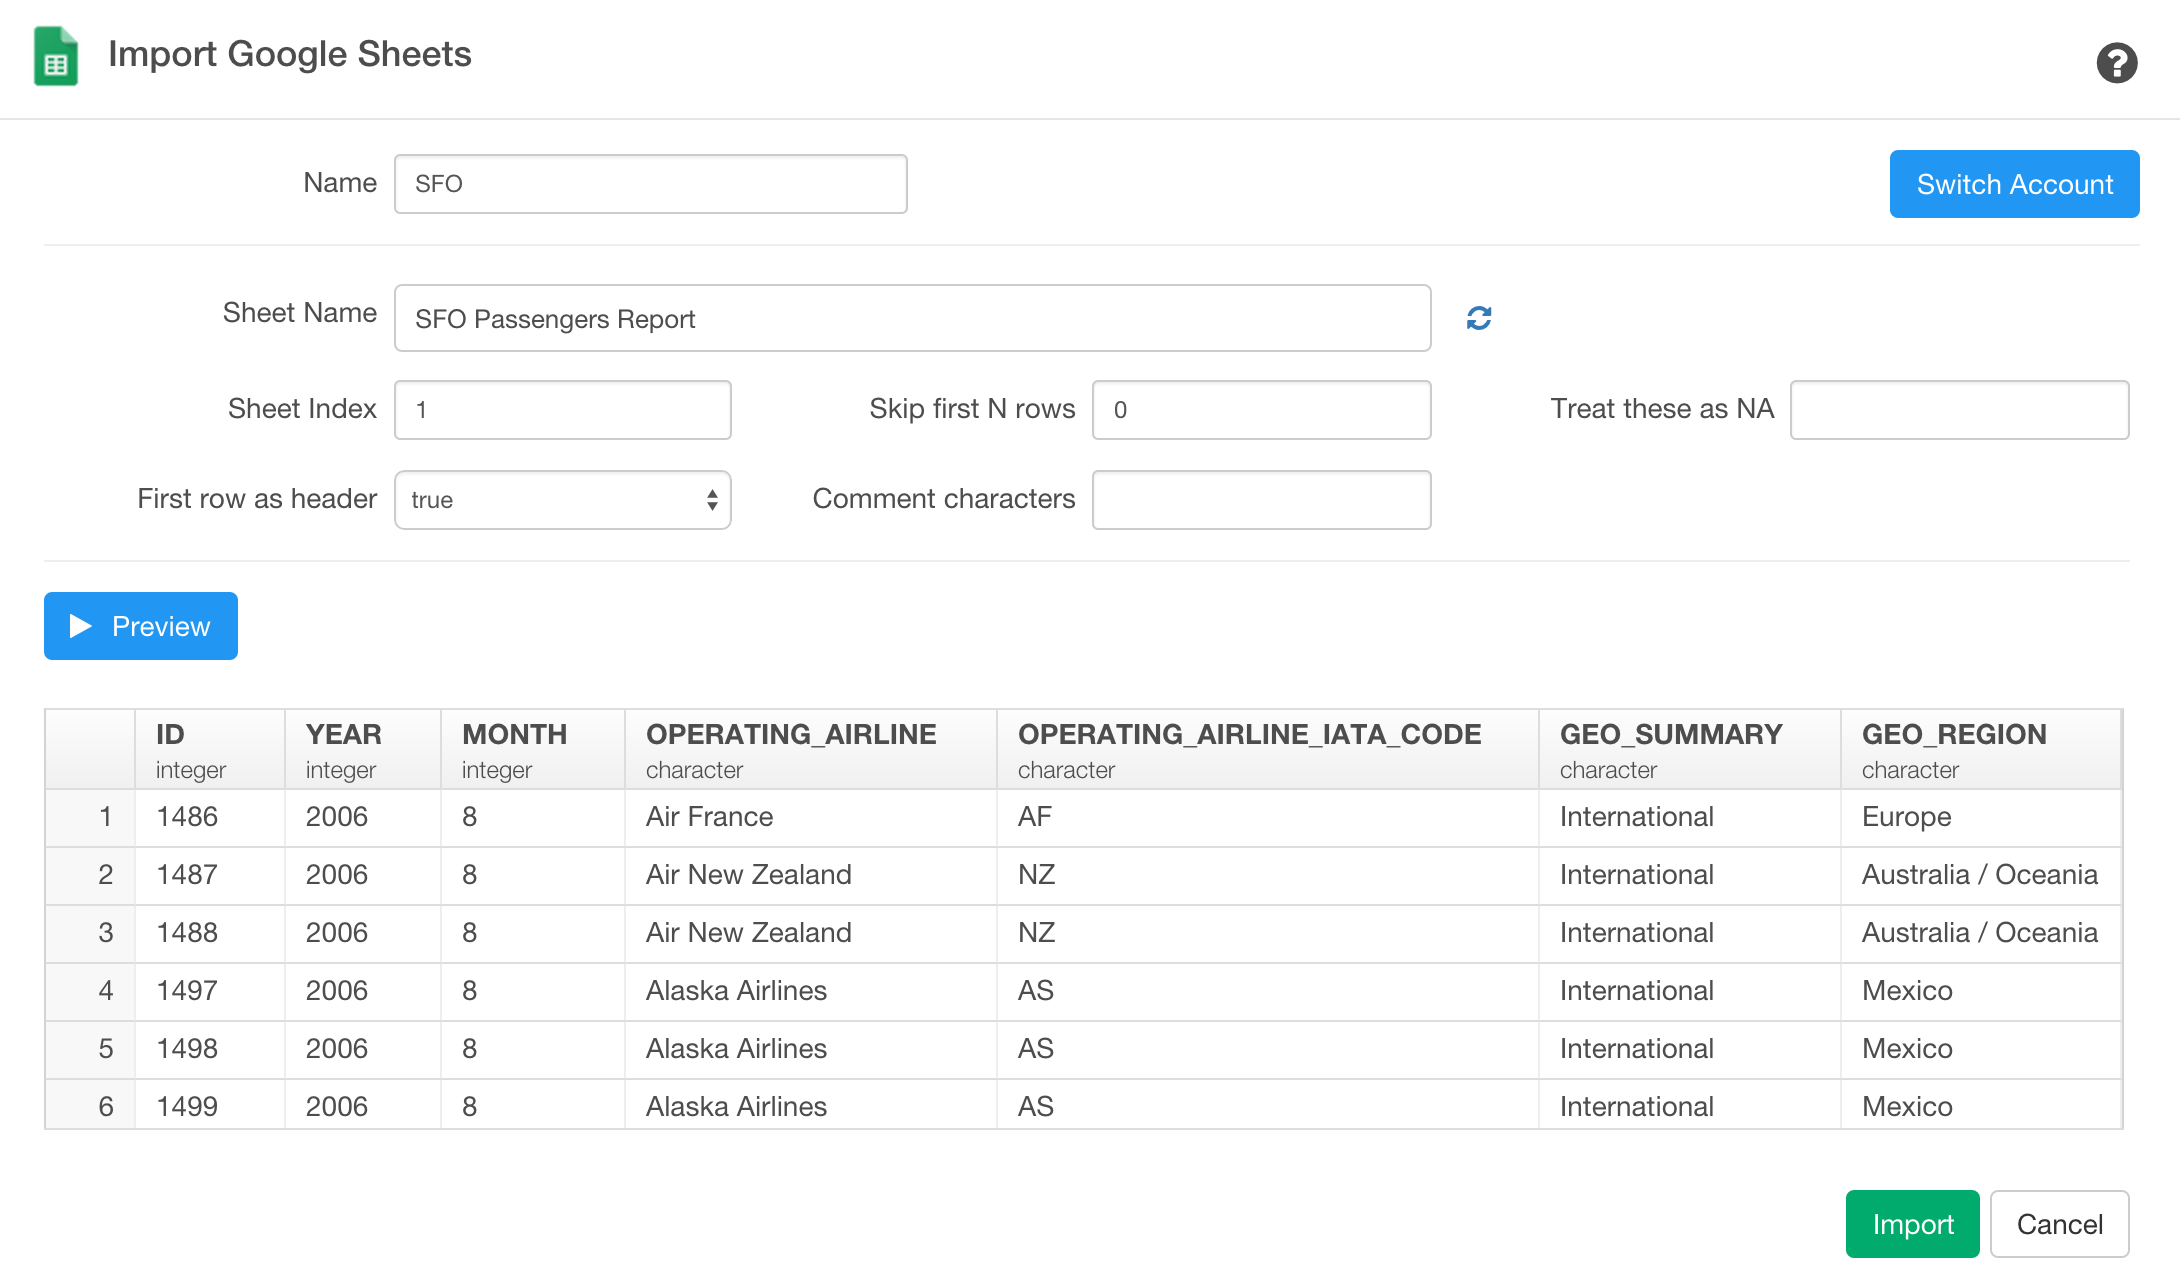 Import Google Sheets
Name SFO Switch Account
Sheet Name SFO Passengers Report
Sheet Index 1 Skip first N rows 0 Treat these as NA
First row as header true Comment characters
Preview
ID YEAR MONTH OPERATING_AIRLINE OPERATING_AIRLINE_IATA_CODE GEO_SUMMARY GEO_REGION
integer integer integer character character character character
1 1486 2006 8 Air France AF International Europe
2 1487 2006 8 Air New Zealand NZ International Australia / Oceania
3 1488 2006 8 Air New Zealand NZ International Australia / Oceania
4 1497 2006 8 Alaska Airlines AS International Mexico
5 1498 2006 8 Alaska Airlines AS International Mexico
6 1499 2006 8 Alaska Airlines AS International Mexico
Import Cancel